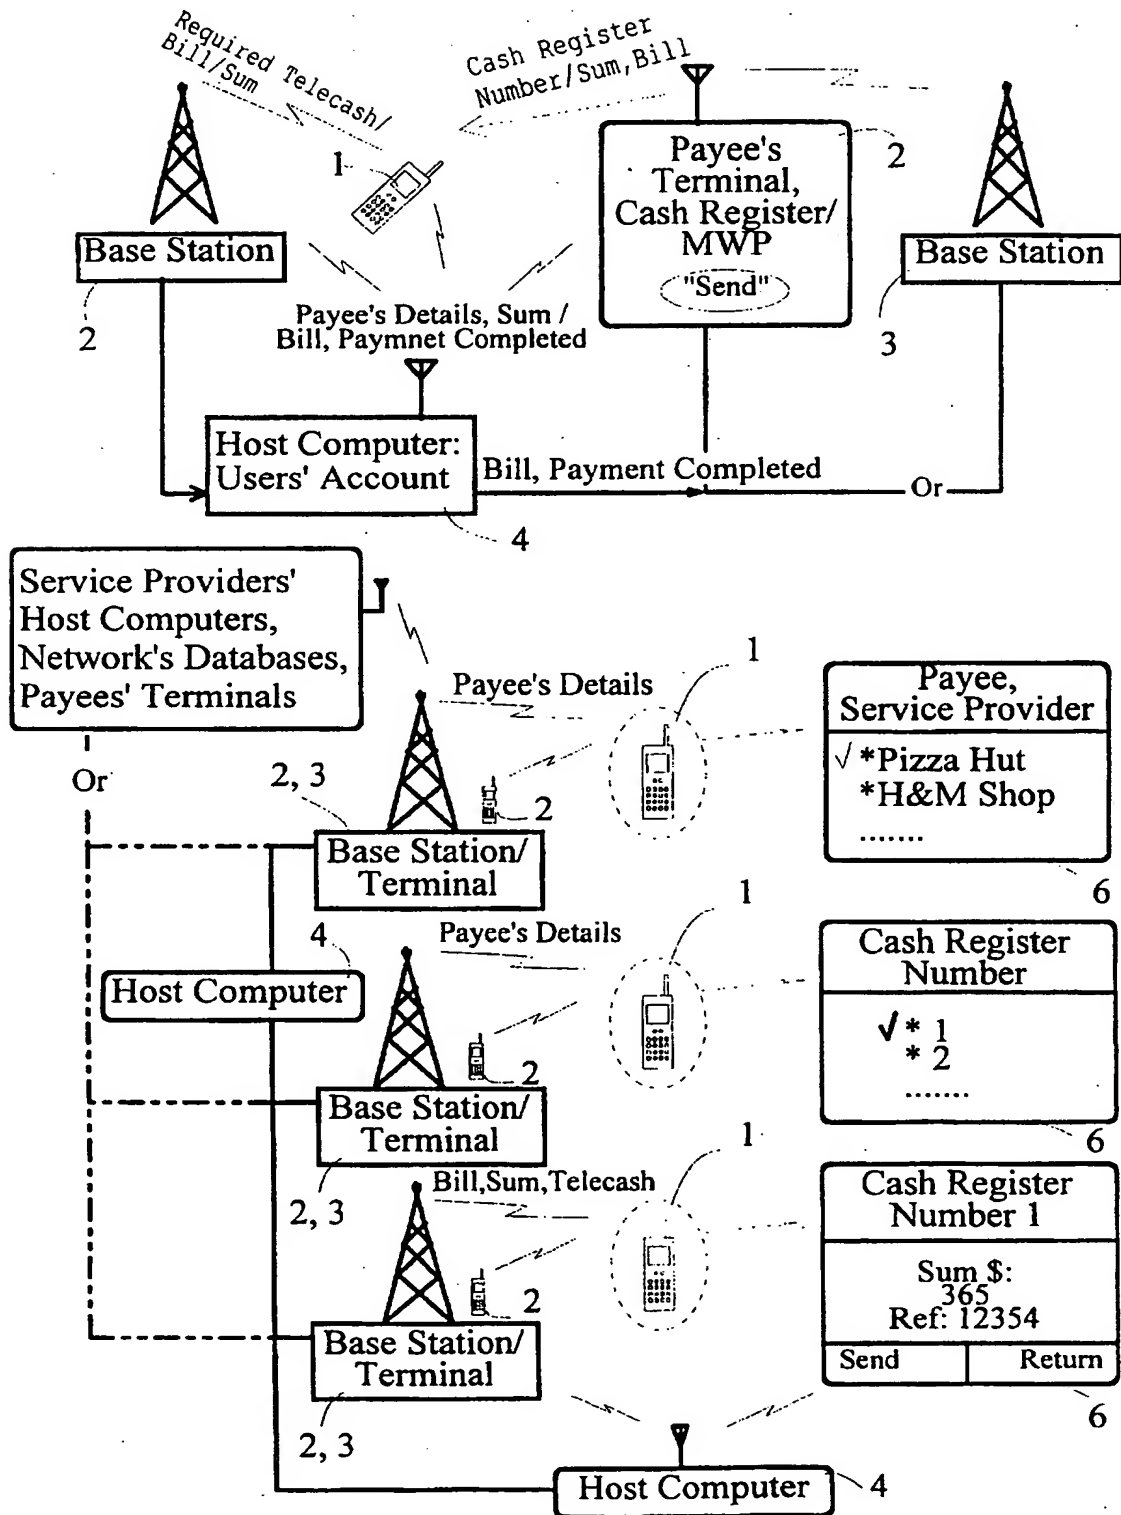 Required Telecash/
Bill/Sum
Cash Register
Number/Sum,Bill
1
Payee's
Terminal,
Cash Register/
MWP
"Send"
2
Base Station
2
Base Station
3
Payee's Details, Sum /
Bill, Paymnet Completed
Host Computer:
Users' Account
4
Bill, Payment Completed
Or
Service Providers'
Host Computers,
Network's Databases,
Payees' Terminals
Or
Payee's Details
1
2, 3
2
Base Station/
Terminal
Payee,
Service Provider
√ *Pizza Hut
*H&M Shop
.......
6
4
Host Computer
Payee's Details
1
2
Base Station/
Terminal
2, 3
Cash Register
Number
√ * 1
* 2
.......
6
Bill,Sum,Telecash
1
2
Base Station/
Terminal
2, 3
Cash Register
Number 1
Sum $:
365
Ref: 12354
Send
Return
6
Host Computer
4